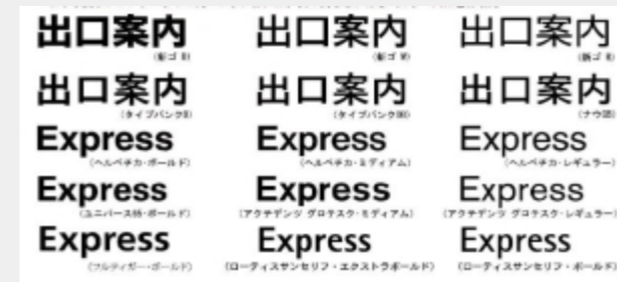 出口案内 出口案内 出口案内
(新ゴ B) (新ゴ M) (新ゴ R)
出口案内 出口案内 出口案内
(タイプバンクB) (タイプバンクM) (ナウGB)
Express Express Express
(ヘルベチカ・ボールド) (ヘルベチカ・ミディアム) (ヘルベチカ・レギュラー)
Express Express Express
(ユニバース65・ボールド) (アクチデンツ グロテスク・ミディアム) (アクチデンツ グロテスク・レギュラー)
Express Express Express
(フルティガー・ボールド) (ローティスサンセリフ・エクストラボールド) (ローティスサンセリフ・ボールド)